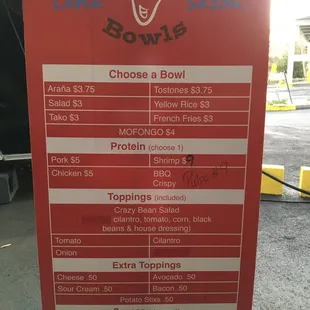 Bowls
Choose a Bowl
Araña $3.75 Tostones $3.75
Salad $3 Yellow Rice $3
Tako $3 French Fries $3
MOFONGO $4
Protein (choose 1)
Pork $5 Shrimp $9
Chicken $5 BBQ
Crispy
Toppings (included)
Crazy Bean Salad
cilantro, tomato, corn, black
beans & house dressing)
Tomato Cilantro
Onion
Extra Toppings
Cheese .50 Avocado .50
Sour Cream .50 Bacon .50
Potato Stixs .50